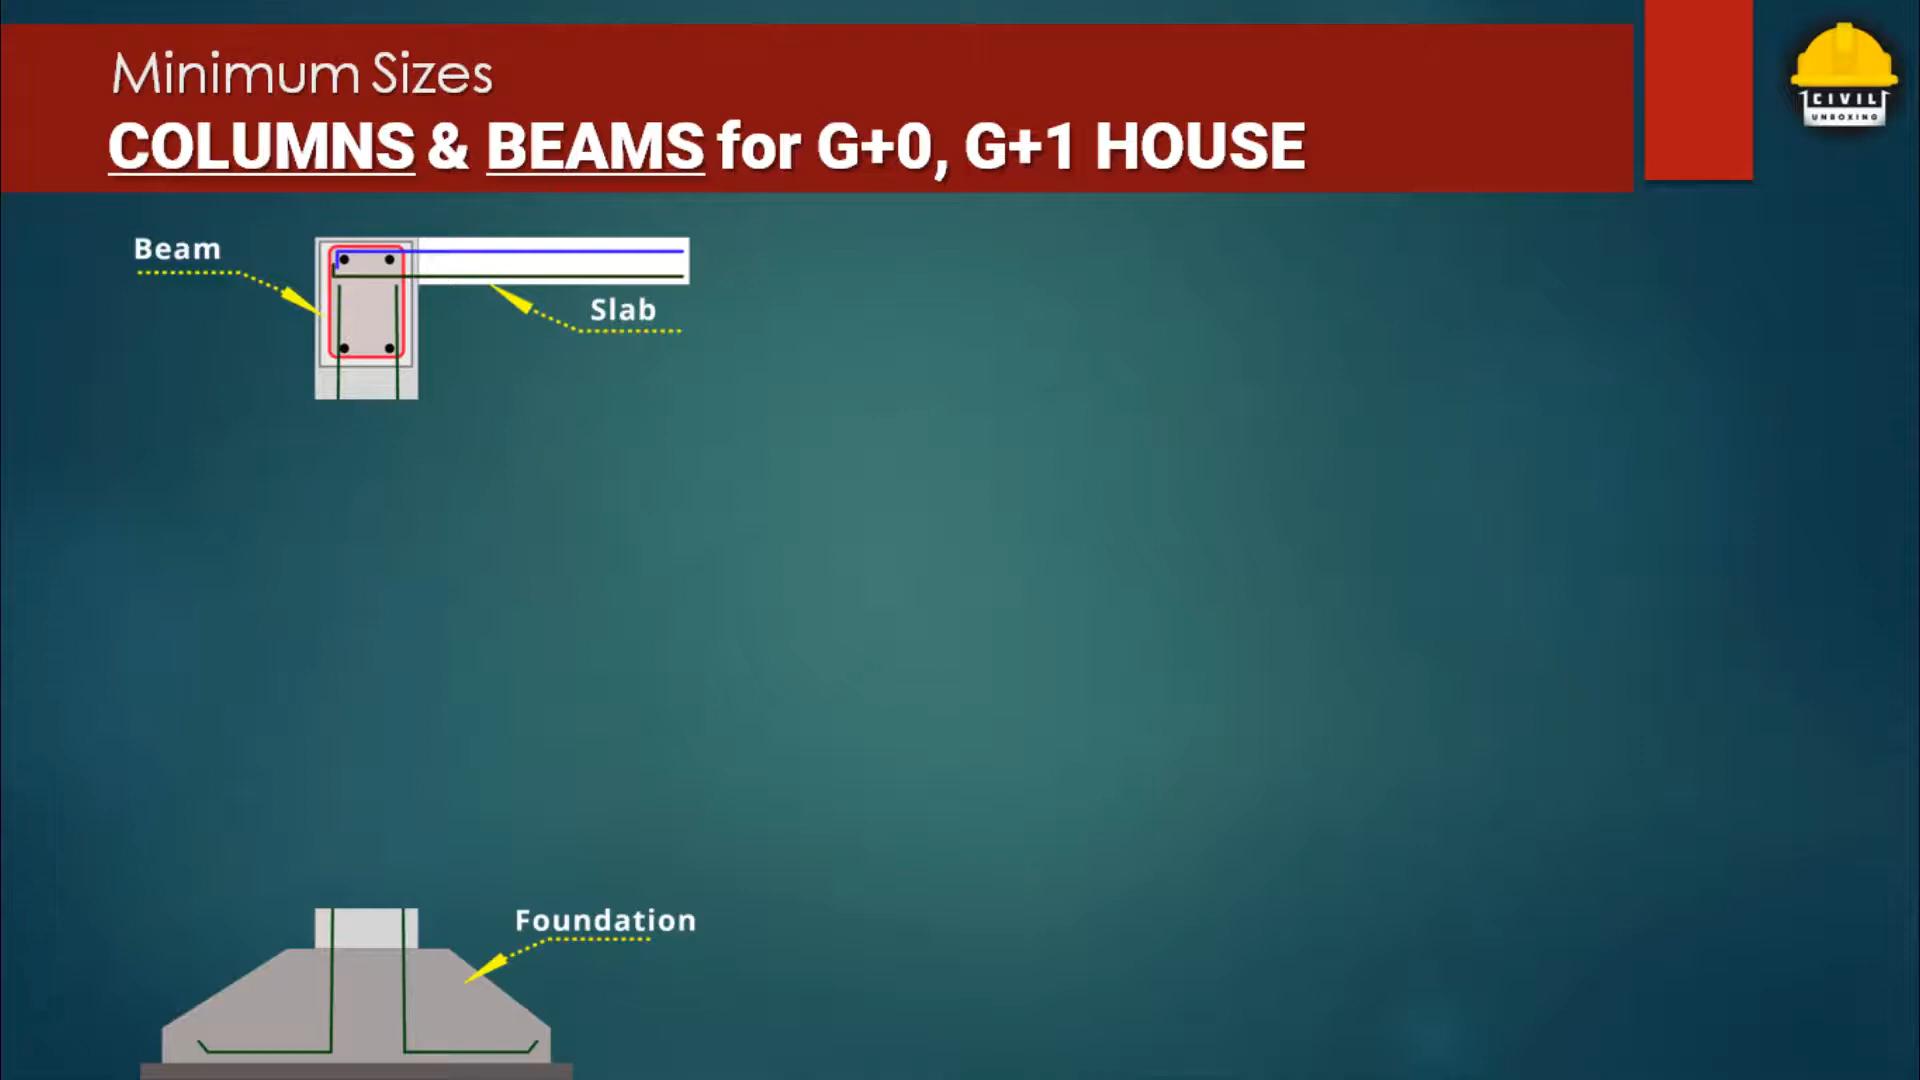 Minimum Sizes
COLUMNS & BEAMS for G+0, G+1 HOUSE
CIVIL
UNBOXING
Beam
Slab
Foundation